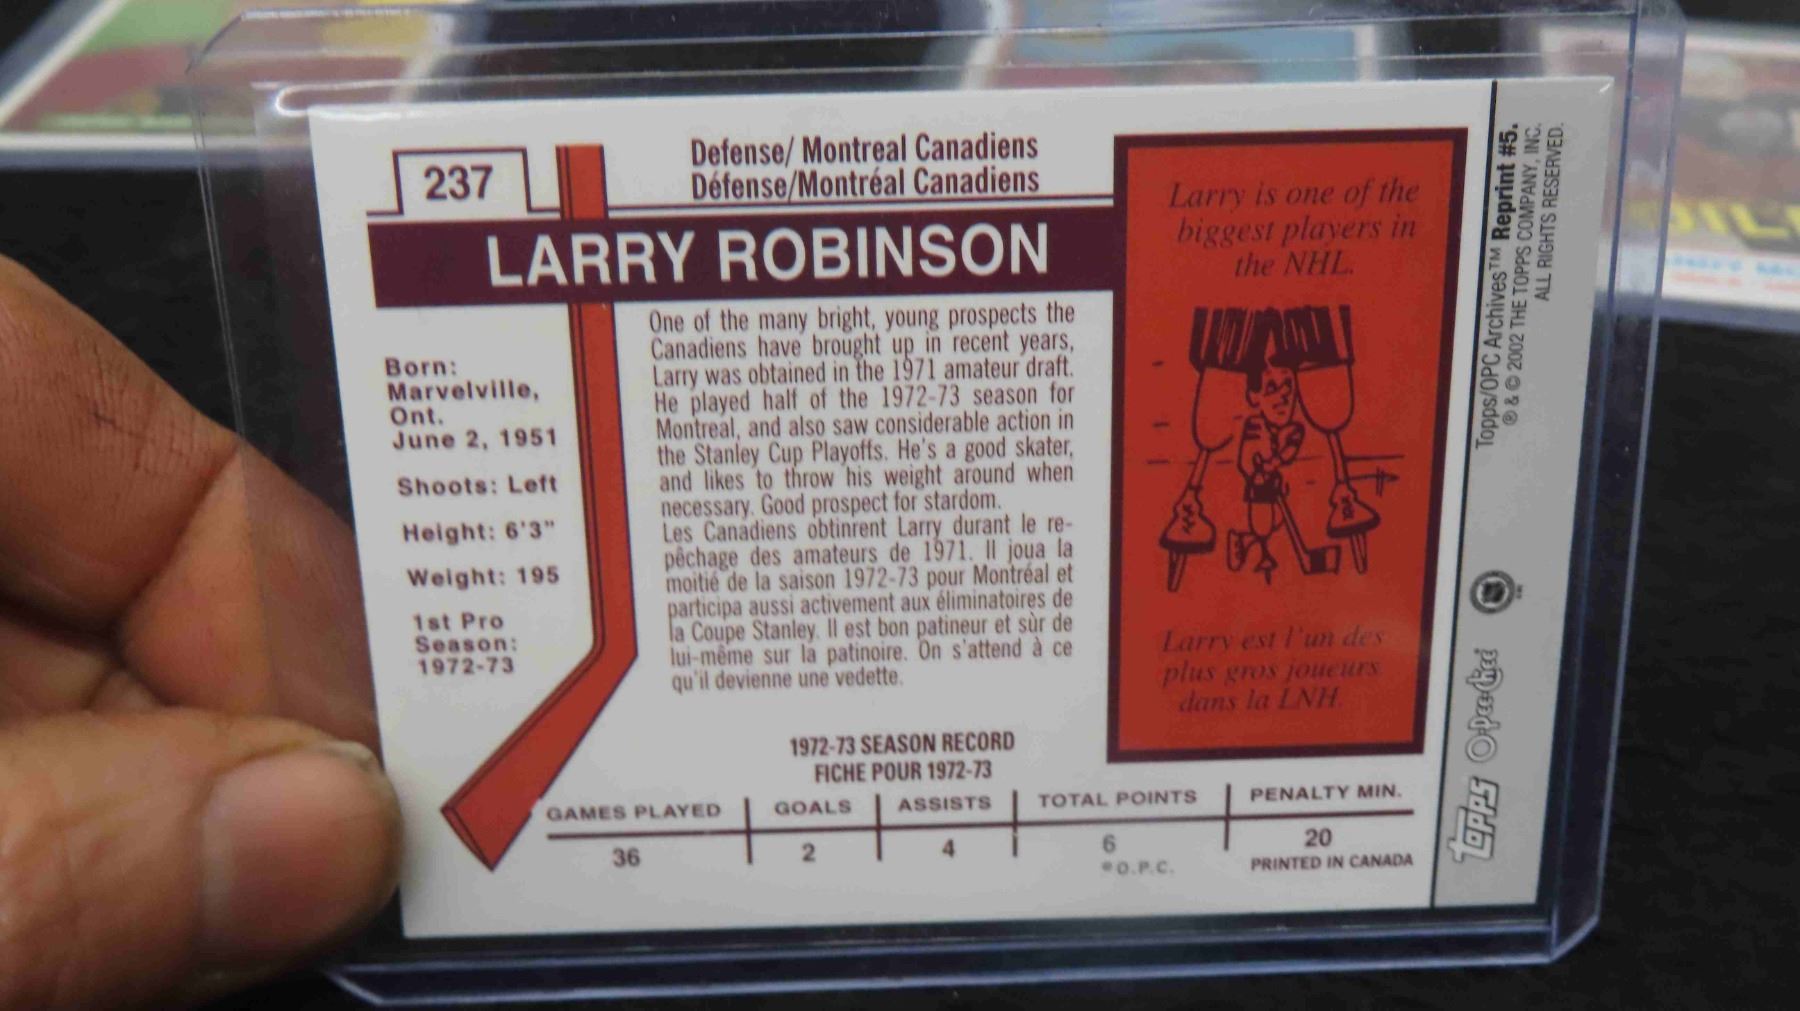 237
Defense/ Montreal Canadiens
Défense/Montréal Canadiens
LARRY ROBINSON
Born:
Marvelville,
Ont.
June 2, 1951
Shoots: Left
Height: 6'3"
Weight: 195
1st Pro
Season:
1972-73
One of the many bright, young prospects the
Canadiens have brought up in recent years,
Larry was obtained in the 1971 amateur draft.
He played half of the 1972-73 season for
Montreal, and also saw considerable action in
the Stanley Cup Playoffs. He's a good skater,
and likes to throw his weight around when
necessary. Good prospect for stardom.
Les Canadiens obtinrent Larry durant le re-
pêchage des amateurs de 1971. Il joua la
moitié de la saison 1972-73 pour Montréal et
participa aussi activement aux éliminatoires de
la Coupe Stanley. Il est bon patineur et sùr de
lui-même sur la patinoire. On s'attend à ce
qu'il devienne une vedette.
Larry is one of the
biggest players in
the NHL.
Larry est l'un des
plus gros joueurs
dans la LNH.
1972-73 SEASON RECORD
FICHE POUR 1972-73
GAMES PLAYED GOALS ASSISTS TOTAL POINTS PENALTY MIN.
36 2 4 6 20
©O.P.C. PRINTED IN CANADA
Topps/OPC Archives™ Reprint #5.
® & © 2002 THE TOPPS COMPANY, INC.
ALL RIGHTS RESERVED.
Topps O-Pee-Chee